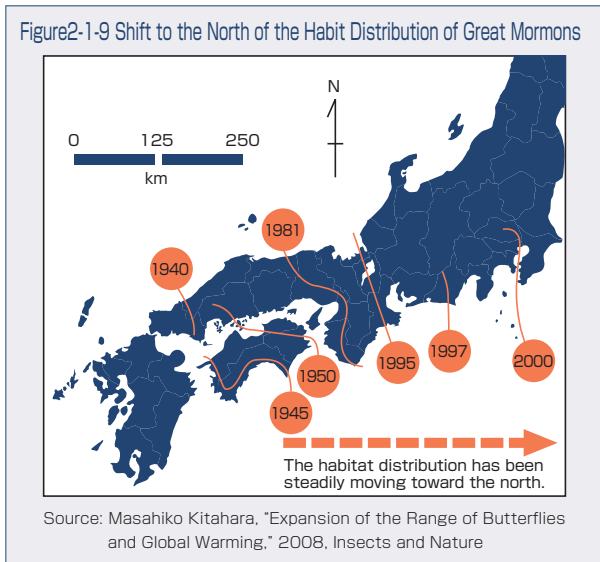 Figure2-1-9 Shift to the North of the Habit Distribution of Great Mormons
N
0 125 250
km
1981
1940
1950
1945
1995
1997
2000
The habitat distribution has been
steadily moving toward the north.
Source: Masahiko Kitahara, “Expansion of the Range of Butterflies
and Global Warming,” 2008, Insects and Nature